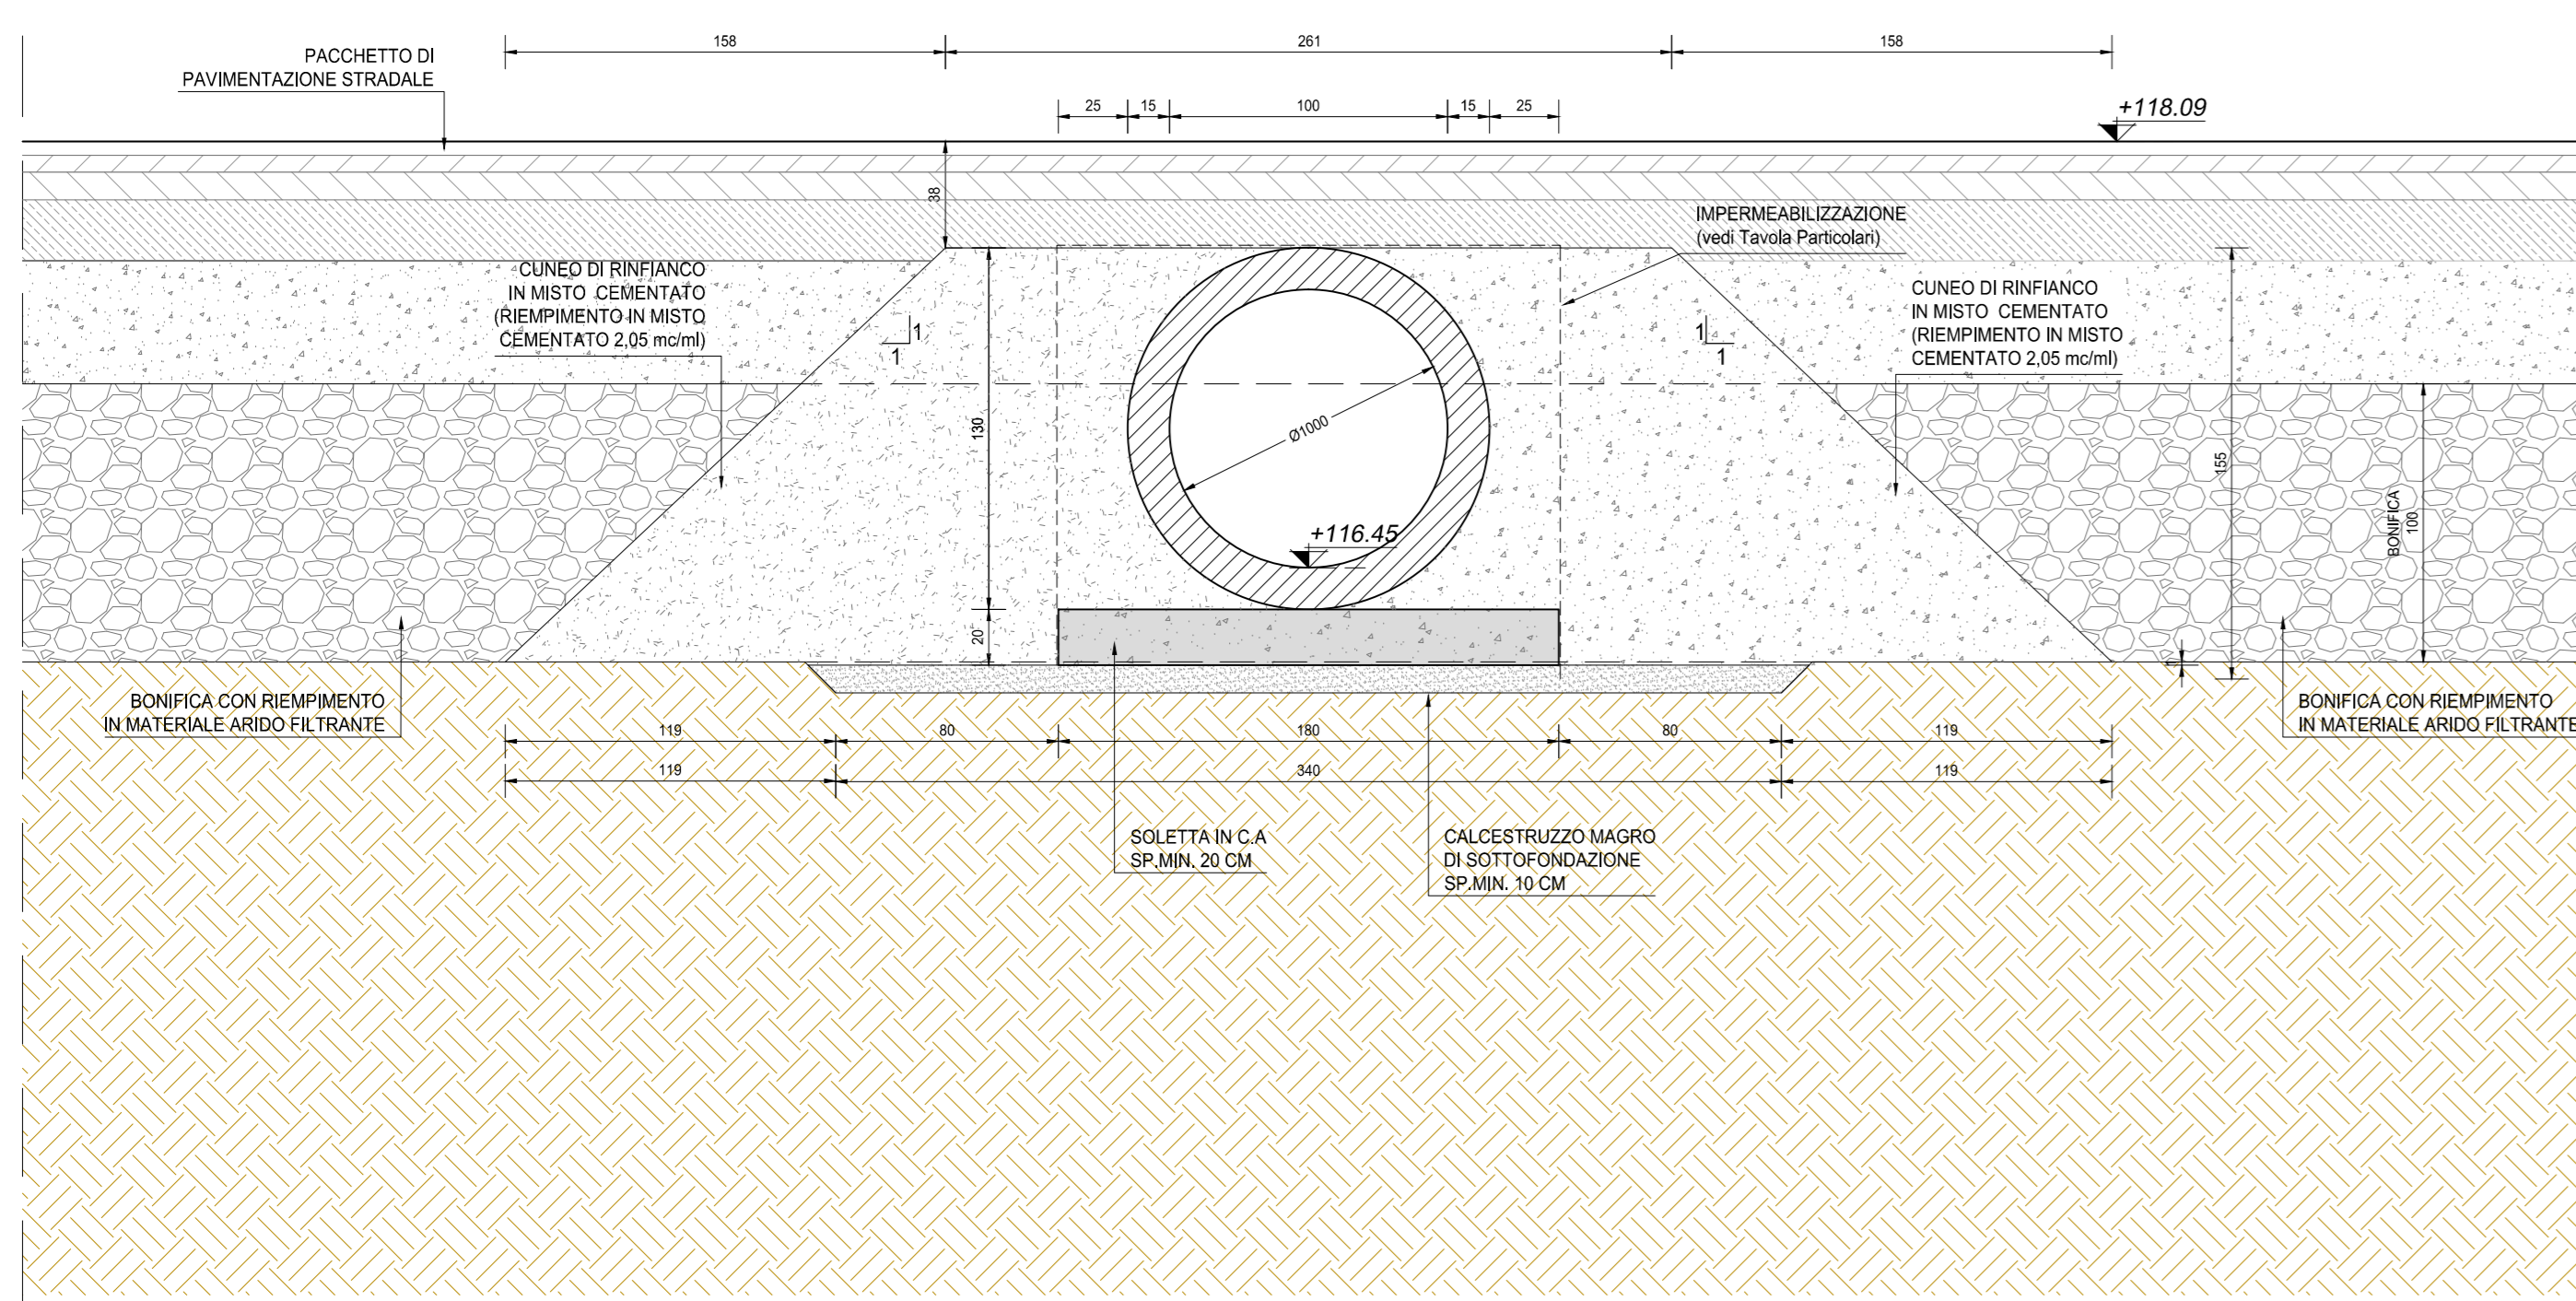 158
261
158
PACCHETTO DI
PAVIMENTAZIONE STRADALE
25
15
100
15
25
+118.09
38
IMPERMEABILIZZAZIONE
(vedi Tavola Particolari)
CUNEO DI RINFIANCO
IN MISTO CEMENTATO
(RIEMPIMENTO IN MISTO
CEMENTATO 2,05 mc/ml)
1
1
1
1
CUNEO DI RINFIANCO
IN MISTO CEMENTATO
(RIEMPIMENTO IN MISTO
CEMENTATO 2,05 mc/ml)
130
Ø1000
155
BONIFICA
100
+116.45
20
BONIFICA CON RIEMPIMENTO
IN MATERIALE ARIDO FILTRANTE
BONIFICA CON RIEMPIMENTO
IN MATERIALE ARIDO FILTRANTE
119
80
180
80
119
119
340
119
SOLETTA IN C.A
SP.MIN. 20 CM
CALCESTRUZZO MAGRO
DI SOTTOFONDAZIONE
SP.MIN. 10 CM